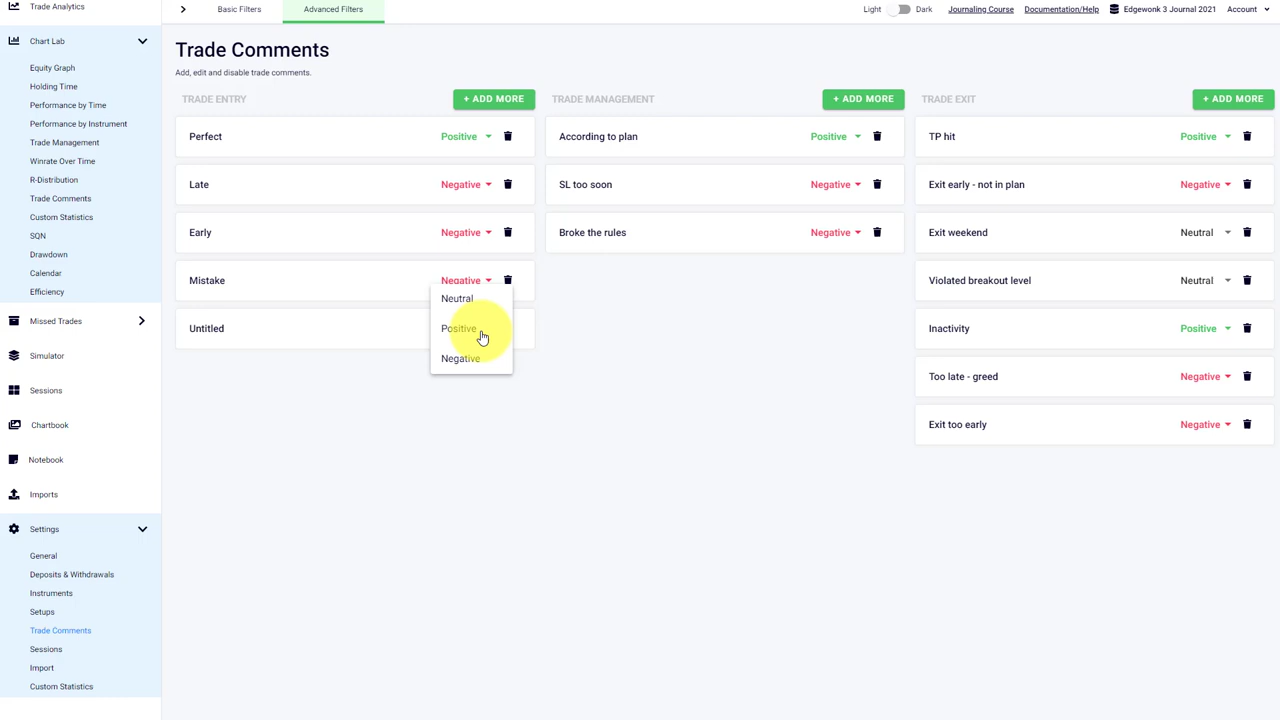 Trade Analytics
Chart Lab
Equity Graph
Holding Time
Performance by Time
Performance by Instrument
Trade Management
Winrate Over Time
R-Distribution
Trade Comments
Custom Statistics
SQN
Drawdown
Calendar
Efficiency
Missed Trades
Simulator
Sessions
Chartbook
Notebook
Imports
Settings
General
Deposits & Withdrawals
Instruments
Setups
Trade Comments
Sessions
Import
Custom Statistics
Basic Filters
Advanced Filters
Light Dark
Journaling Course
Documentation/Help
Edgewonk 3 Journal 2021
Account
Trade Comments
Add, edit and disable trade comments.
TRADE ENTRY
+ ADD MORE
Perfect Positive
Late Negative
Early Negative
Mistake Negative
Untitled
Neutral
Positive
Negative
TRADE MANAGEMENT
+ ADD MORE
According to plan Positive
SL too soon Negative
Broke the rules Negative
TRADE EXIT
+ ADD MORE
TP hit Positive
Exit early - not in plan Negative
Exit weekend Neutral
Violated breakout level Neutral
Inactivity Positive
Too late - greed Negative
Exit too early Negative